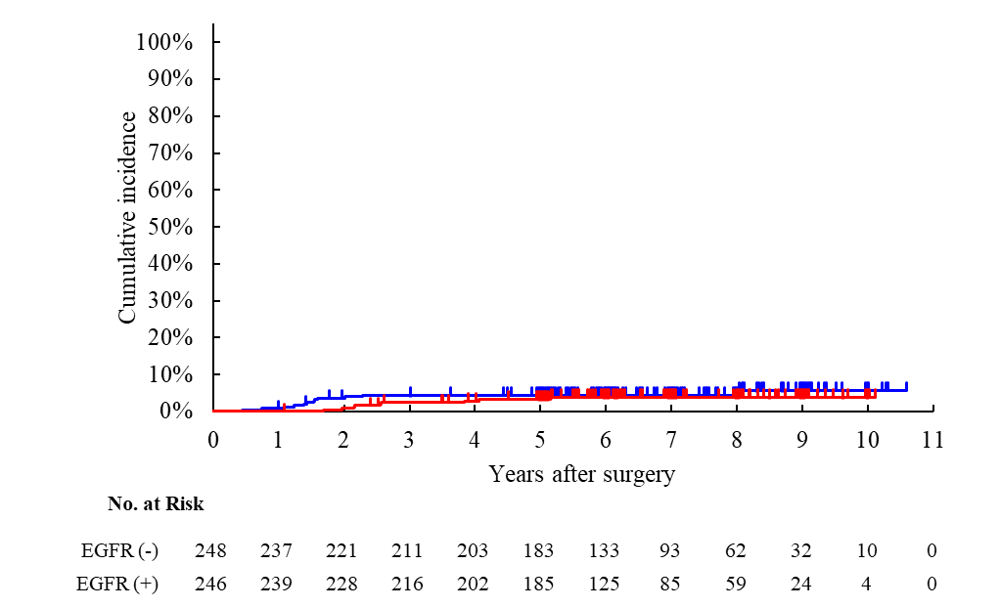 100%
90%
80%
70%
60%
50%
40%
30%
20%
10%
0%
Cumulative incidence
0 1 2 3 4 5 6 7 8 9 10 11
Years after surgery
No. at Risk
EGFR (-) 248 237 221 211 203 183 133 93 62 32 10 0
EGFR (+) 246 239 228 216 202 185 125 85 59 24 4 0